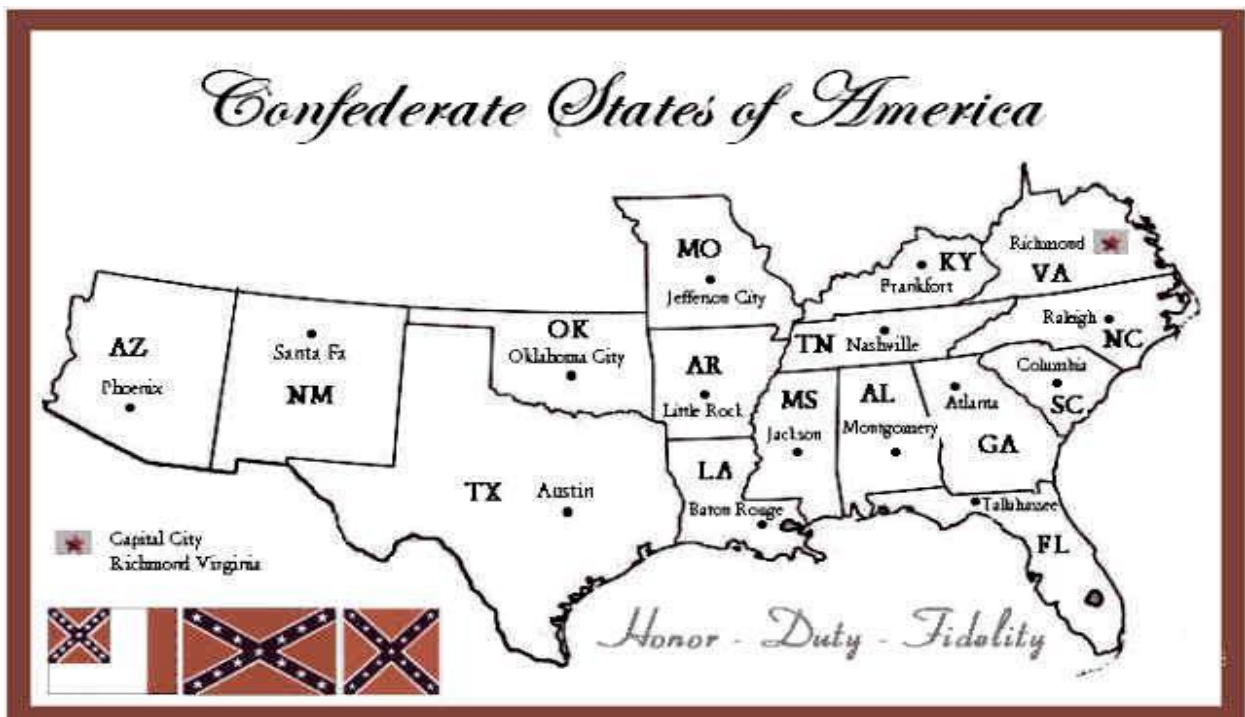 Confederate States of America
MO
Jefferson City
KY
Frankfort
Richmond
VA
AZ
Phoenix
Santa Fa
NM
OK
Oklahoma City
AR
Little Rock
TN
Nashville
Raleigh
NC
Columbia
SC
MS
Jackson
AL
Montgomery
Atlanta
GA
TX
Austin
LA
Baton Rouge
Tallahassee
FL
Capital City
Richmond Virginia
Honor - Duty - Fidelity